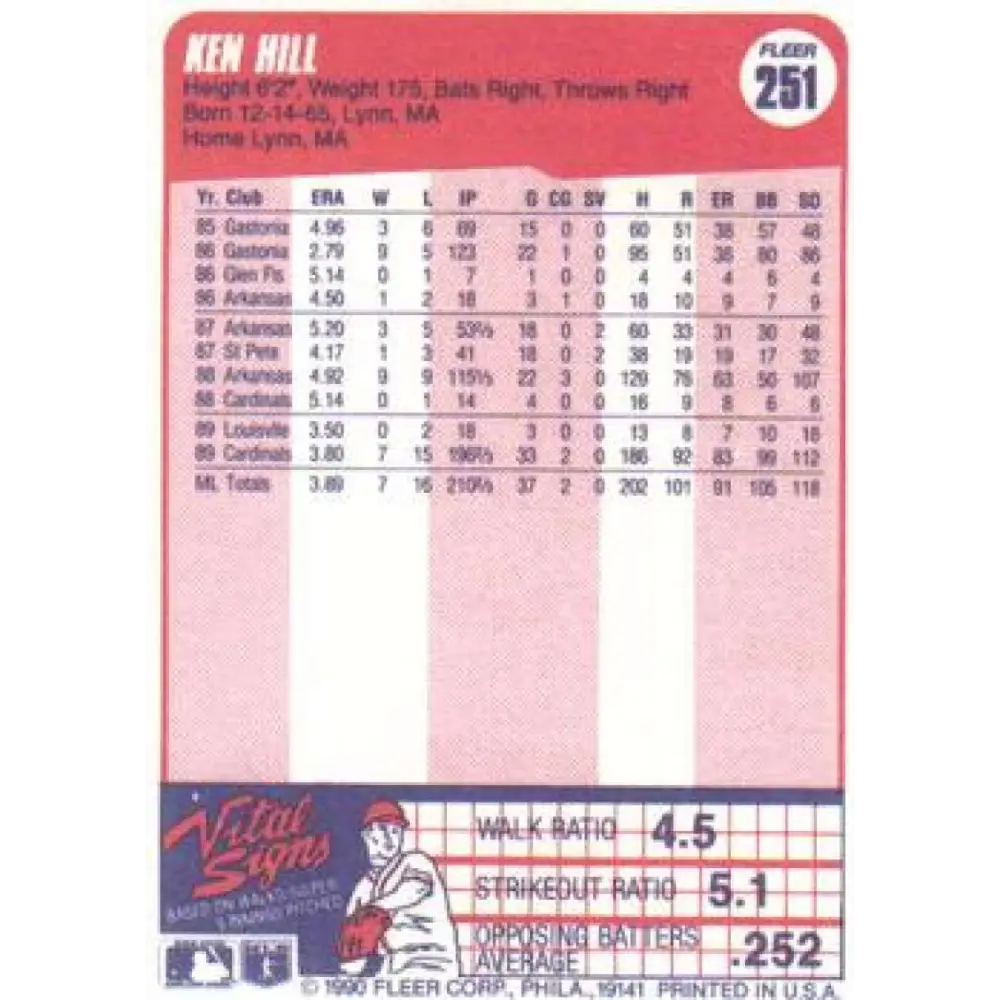 KEN HILL
FLEER
251
Height 6'2", Weight 175, Bats Right, Throws Right
Born 12-14-65, Lynn, MA
Home Lynn, MA
Yr. Club ERA W L IP G CG SV H R ER BB SO
85 Gastonia 4.96 3 6 69 15 0 0 60 51 38 57 48
86 Gastonia 2.79 9 5 123 22 1 0 95 51 38 80 86
86 Glen Fls 5.14 0 1 7 1 0 0 4 4 4 6 4
86 Arkansas 4.50 1 2 18 3 1 0 18 10 9 7 9
87 Arkansas 5.20 3 5 53⅔ 18 0 2 60 33 31 30 48
87 St Pete 4.17 1 3 41 18 0 2 38 19 19 17 32
88 Arkansas 4.92 9 9 115⅓ 22 3 0 129 76 63 50 107
88 Cardinals 5.14 0 1 14 4 0 0 16 9 8 6 6
89 Louisville 3.50 0 2 18 3 0 0 13 8 7 10 18
89 Cardinals 3.80 7 15 196⅔ 33 2 0 186 92 83 99 112
ML Totals 3.89 7 16 210⅔ 37 2 0 202 101 91 105 118
Vital Signs
BASED ON WALKS/SO PER
9 INNINGS PITCHED
WALK RATIO 4.5
STRIKEOUT RATIO 5.1
OPPOSING BATTERS
AVERAGE .252
© 1990 FLEER CORP., PHILA., 19141 PRINTED IN U.S.A.